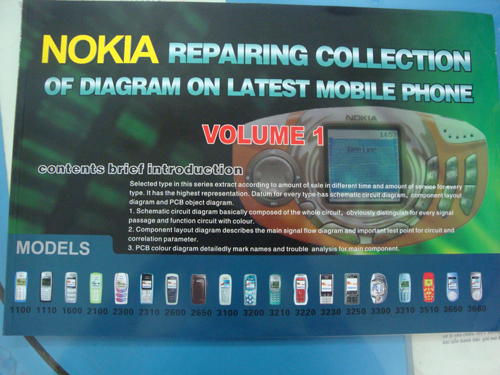 NOKIA REPAIRING COLLECTION
OF DIAGRAM ON LATEST MOBILE PHONE
VOLUME 1
NOKIA
contents brief introduction
Selected type in this series extract according to amount of sale in different time and amount of service for every
type. It has the highest representation. Datum for every type has schematic circuit diagram, component layout
diagram and PCB object diagram.
1. Schematic circuit diagram basically composed of the whole circuit, obviously distinguish for every signal
passage and function circuit with colour.
2. Component layout diagram describes the main signal flow diagram and important test point for circuit and
correlation parameter.
3. PCB colour diagram detailedly mark names and trouble analysis for main component.
MODELS
1100 1110 1600 2100 2300 2310 2600 2650 3100 3200 3210 3220 3230 3250 3300 3310 3510 3650 3660